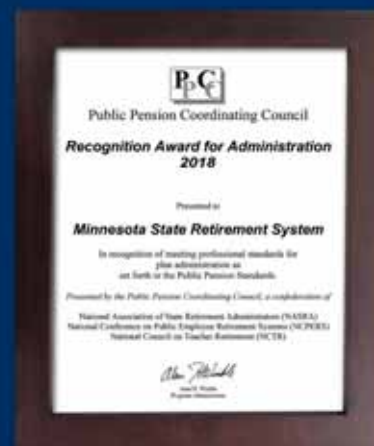 PPCC
Public Pension Coordinating Council
Recognition Award for Administration
2018
Presented to
Minnesota State Retirement System
In recognition of meeting professional standards for
plan administration as
set forth in the Public Pension Standards.
Presented by the Public Pension Coordinating Council, a confederation of
National Association of State Retirement Administrators (NASRA)
National Conference on Public Employee Retirement Systems (NCPERS)
National Council on Teacher Retirement (NCTR)
Program Administrator